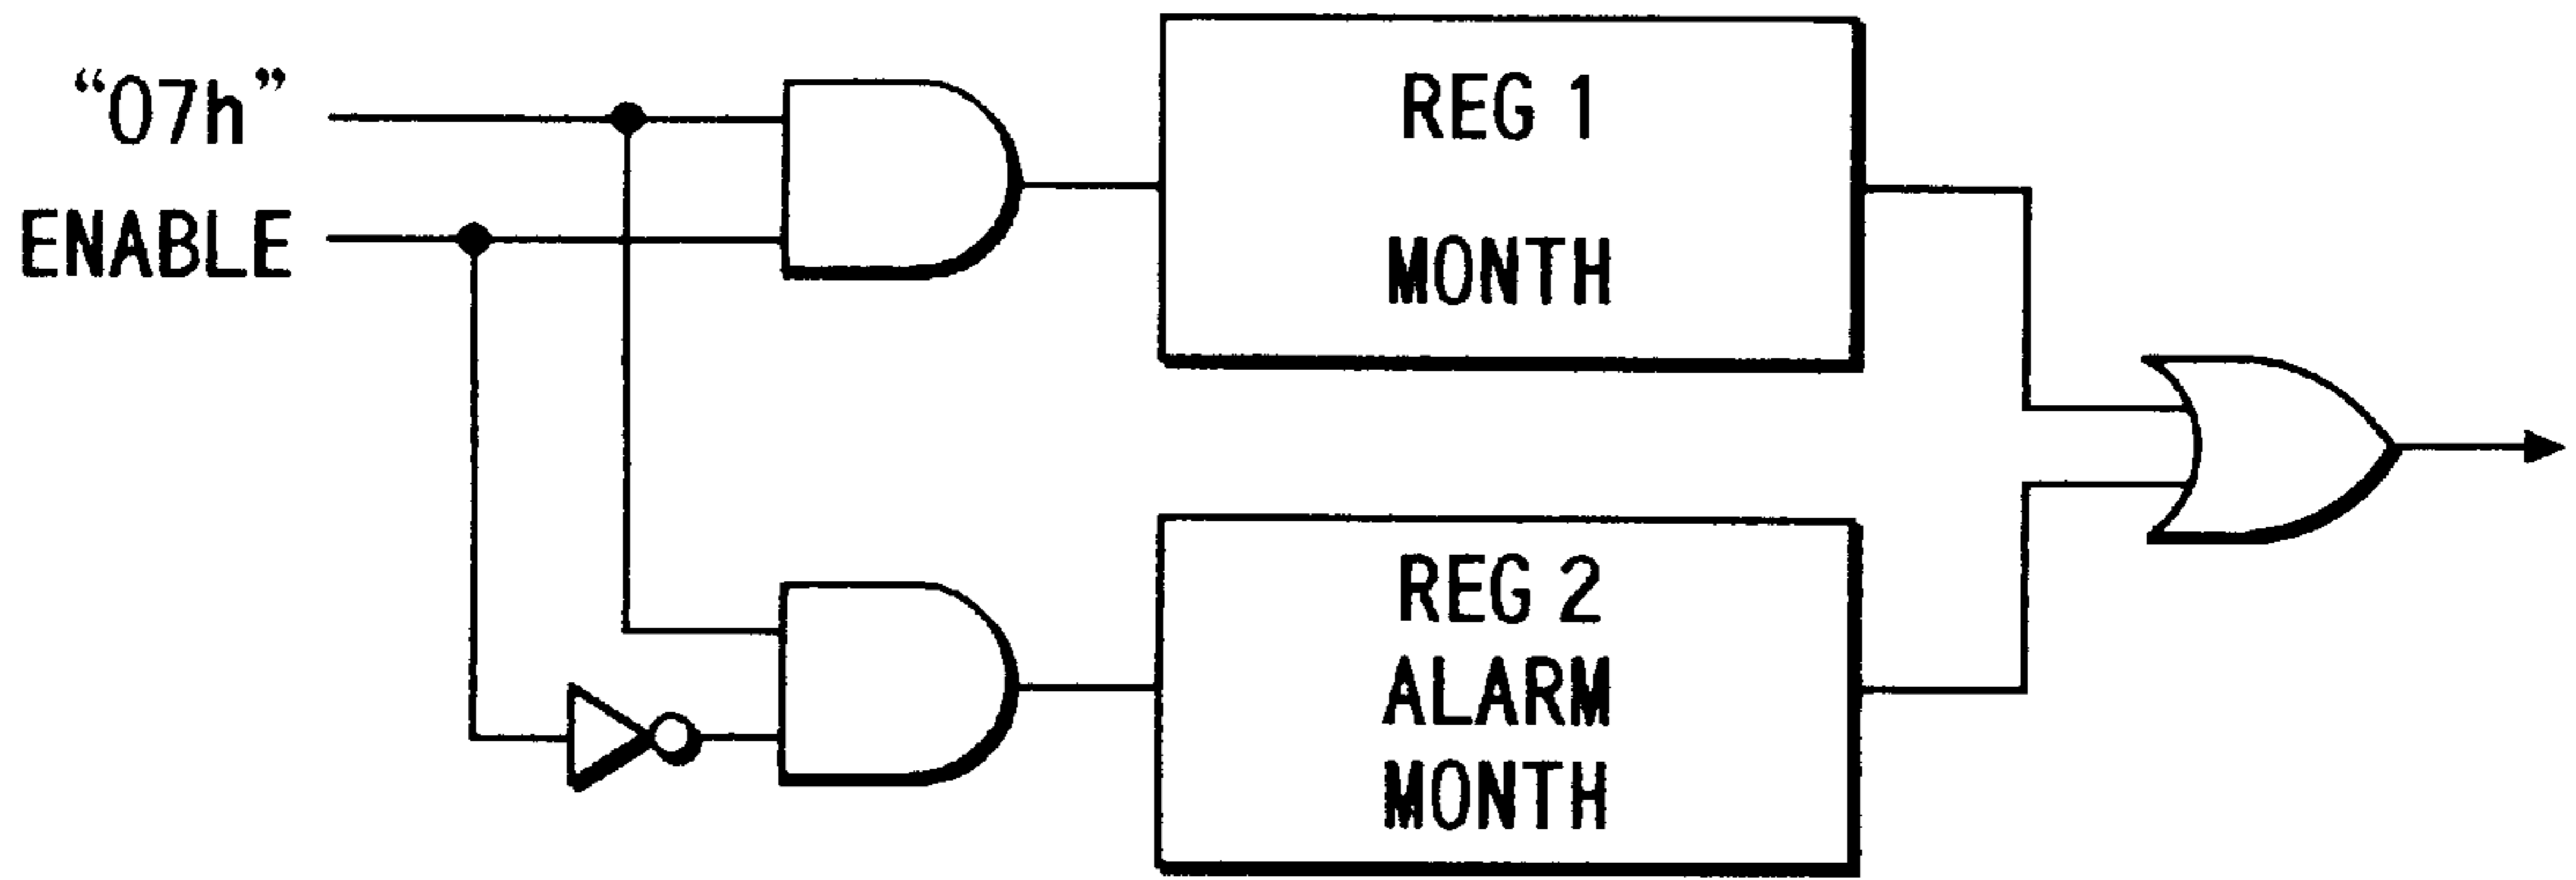 “07h”
ENABLE
REG 1
MONTH
REG 2
ALARM
MONTH